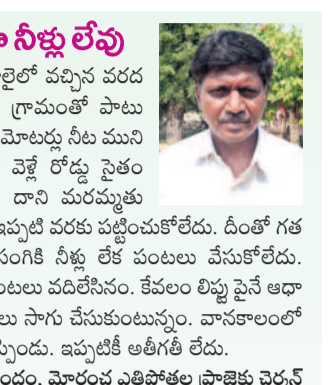 నీళ్లు లేవు
లైలో వచ్చిన వరద
గ్రామంతో పాటు
మోటర్లు నీట ముని
వెళ్లే రోడ్డు సైతం
దాని మరమ్మతు
ఇప్పటి వరకు పట్టించుకోలేదు. దీంతో గత
సంగికి నీళ్లు లేక పంటలు వేసుకోలేదు.
ంటలు వదిలేసినం. కేవలం లిఫ్టు పైనే ఆధా
లు సాగు చేసుకుంటున్నం. వానకాలంలో
ప్పిండు. ఇప్పటికీ అతీగతీ లేదు.
ందం, మోరంచ ఎత్తిపోతల ప్రాజెక్టు చైర్మన్